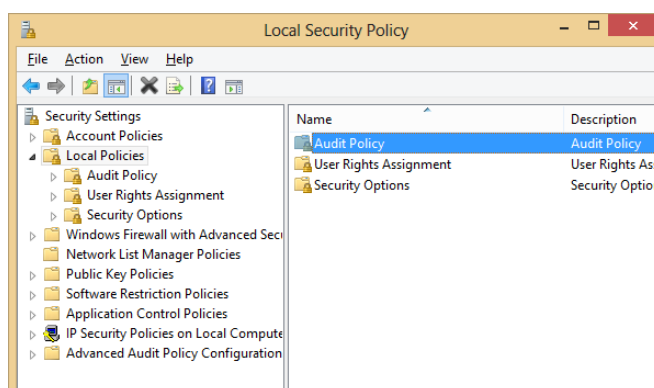 Local Security Policy
File Action View Help
Security Settings
Account Policies
Local Policies
Audit Policy
User Rights Assignment
Security Options
Windows Firewall with Advanced Secu
Network List Manager Policies
Public Key Policies
Software Restriction Policies
Application Control Policies
IP Security Policies on Local Compute
Advanced Audit Policy Configuration
Name Description
Audit Policy Audit Policy
User Rights Assignment User Rights As
Security Options Security Optio